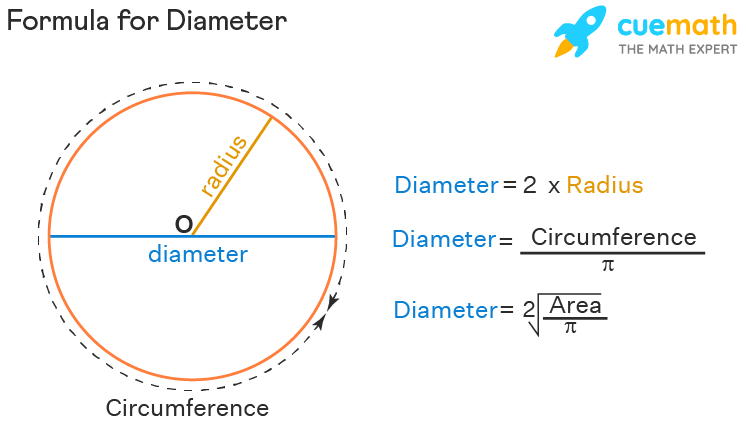 Formula for Diameter
cuemath
THE MATH EXPERT
radius
O
diameter
Circumference
Diameter = 2 x Radius
Diameter = Circumference / π
Diameter = 2√(Area / π)